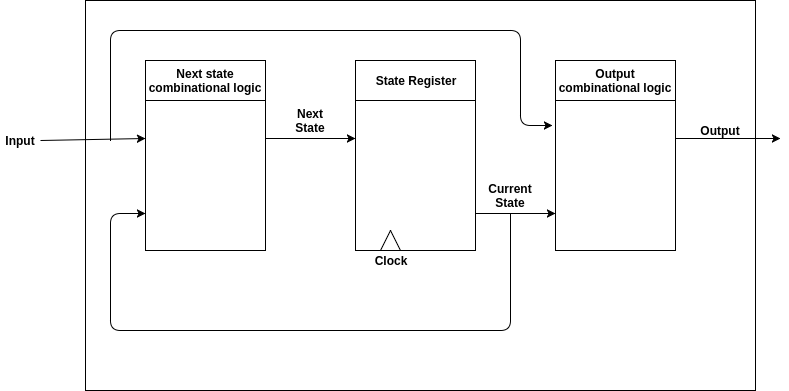 Next state
combinational logic
State Register
Output
combinational logic
Input
Next
State
Output
Current
State
Clock